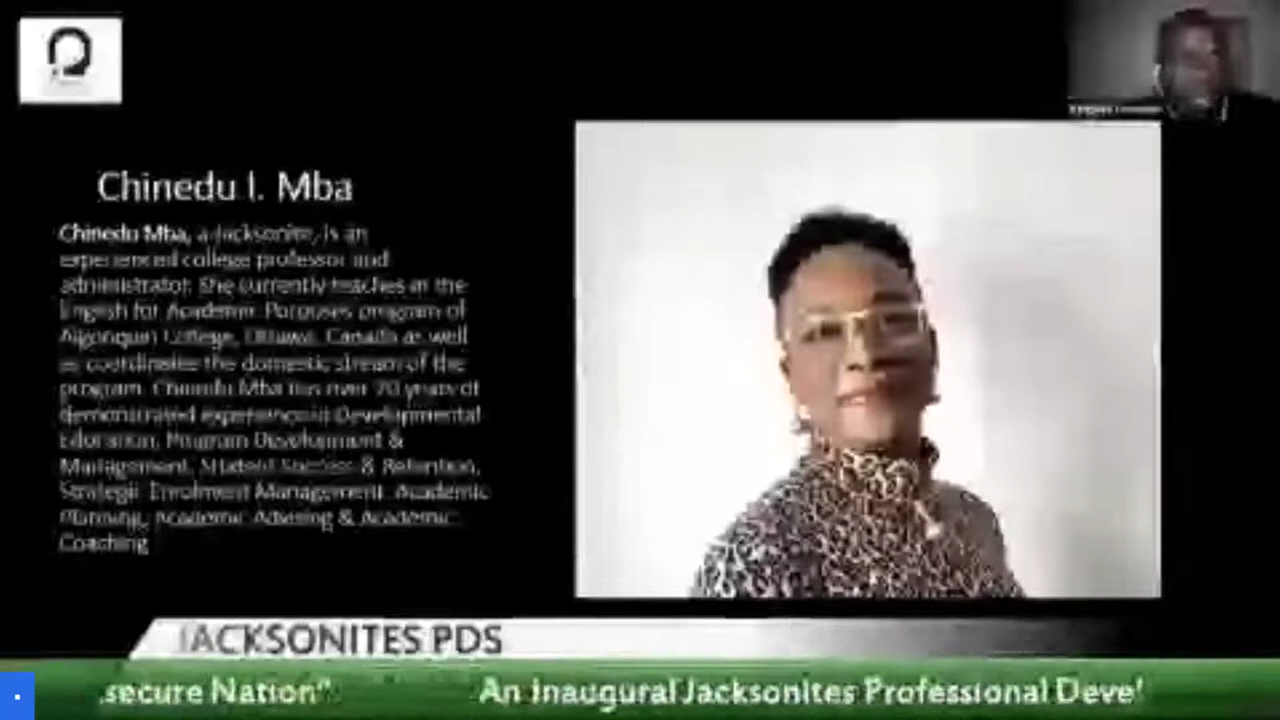 Chinedu I. Mba
Chinedu Mba, a Jacksonite, is an
experienced college professor and
administrator. She currently teaches in the
English for Academic Purposes program of
Algonquin College, Ottawa, Canada as well
as coordinates the domestic stream of the
program. Chinedu Mba has over 20 years of
demonstrated experience in Developmental
Education, Program Development &
Management, Student Success & Retention,
Strategic Enrolment Management, Academic
Planning, Academic Advising & Academic
Coaching
JACKSONITES PDS
secure Nation" An Inaugural Jacksonites Professional Deve